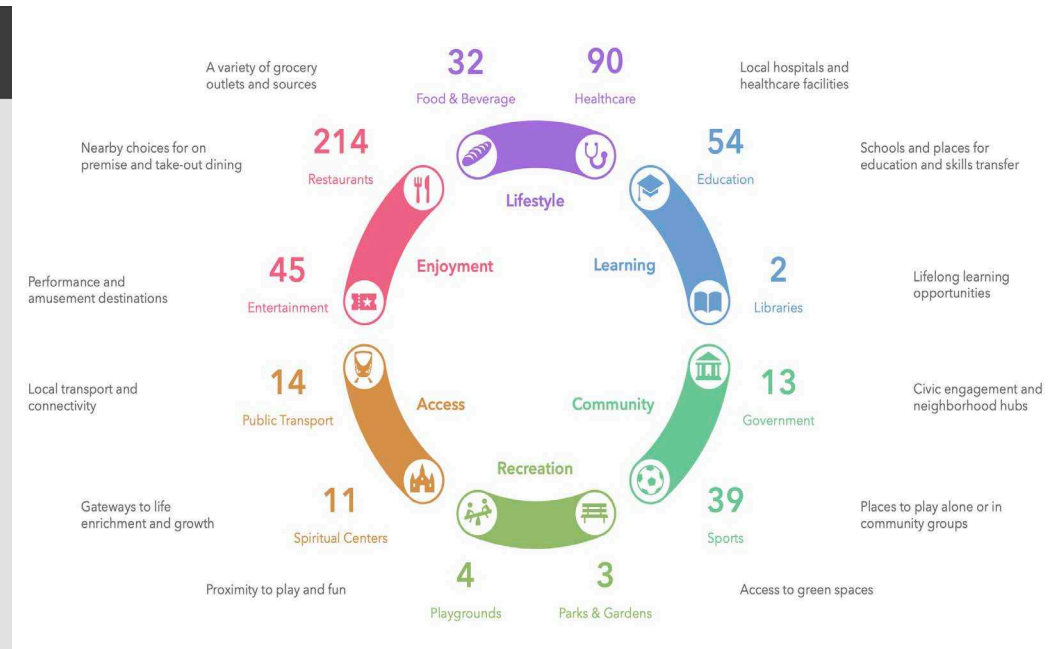 32
Food & Beverage
90
Healthcare
A variety of grocery
outlets and sources
Local hospitals and
healthcare facilities
Nearby choices for on
premise and take-out dining
214
Restaurants
54
Education
Schools and places for
education and skills transfer
Lifestyle
Enjoyment
Learning
Performance and
amusement destinations
45
Entertainment
2
Libraries
Lifelong learning
opportunities
Local transport and
connectivity
14
Public Transport
Access
Community
13
Government
Civic engagement and
neighborhood hubs
Recreation
Gateways to life
enrichment and growth
11
Spiritual Centers
39
Sports
Places to play alone or in
community groups
Proximity to play and fun
4
Playgrounds
3
Parks & Gardens
Access to green spaces